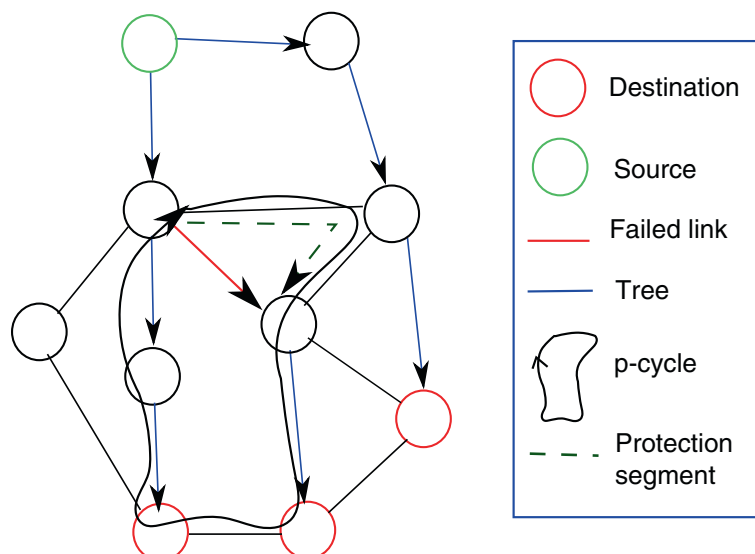 Destination
Source
Failed link
Tree
p-cycle
Protection
segment